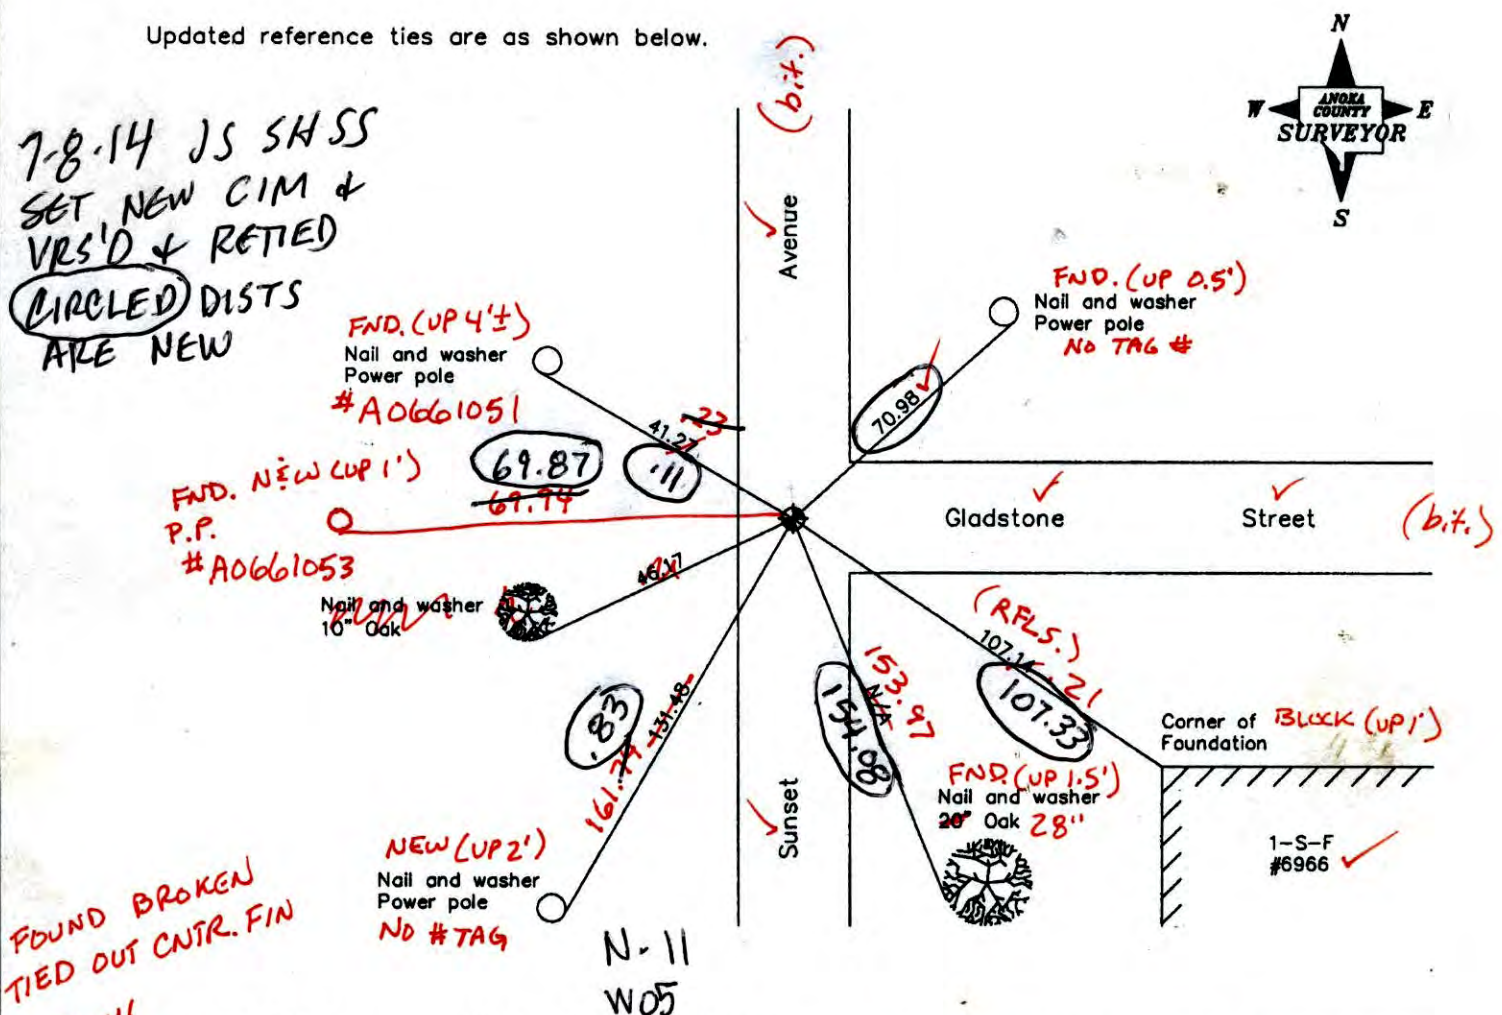 Updated reference ties are as shown below.
(bit.)
N
W ANOKA COUNTY E
SURVEYOR
S
7-8-14 JS SH SS
SET NEW CIM &
VRS'D & RETIED
CIRCLED DISTS
ARE NEW
Avenue
FND. (UP 0.5')
Nail and washer
Power pole
NO TAG #
FND. (UP 4'±)
Nail and washer
Power pole
#A0661051
41.27
.23
.11
70.98
69.87
69.94
FND. N&W (UP 1')
P.P.
#A0661053
Gladstone Street (bit.)
46.17
Nail and washer
10" Oak
(RFLS.)
107.14
.21
107.33
153.97
N/A
154.08
.83
131.48
161.79
Corner of BLOCK (UP 1')
Foundation
FND. (UP 1.5')
Nail and washer
20" Oak 28"
Sunset
1-S-F
#6966
NEW (UP 2')
Nail and washer
Power pole
NO # TAG
FOUND BROKEN
TIED OUT CNTR. FIN
N-11
W05